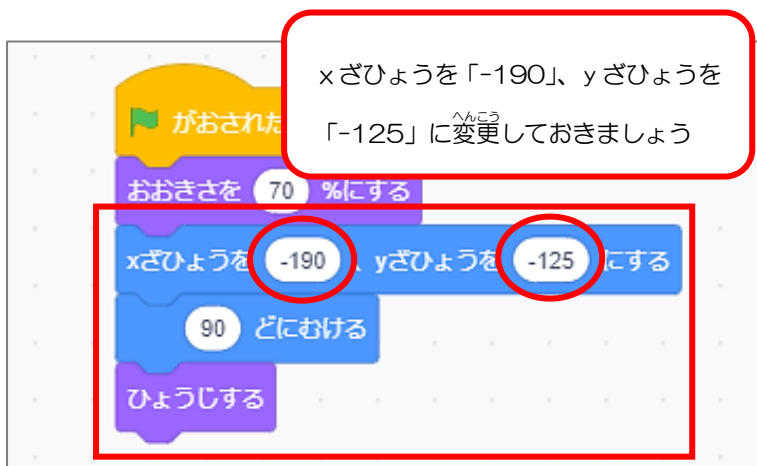 xざひょうを「-190」、yざひょうを
へんこう
「-125」に変更しておきましょう
がおされた
おおきさを 70 %にする
xざひょうを -190 、yざひょうを -125 にする
90 どにむける
ひょうじする